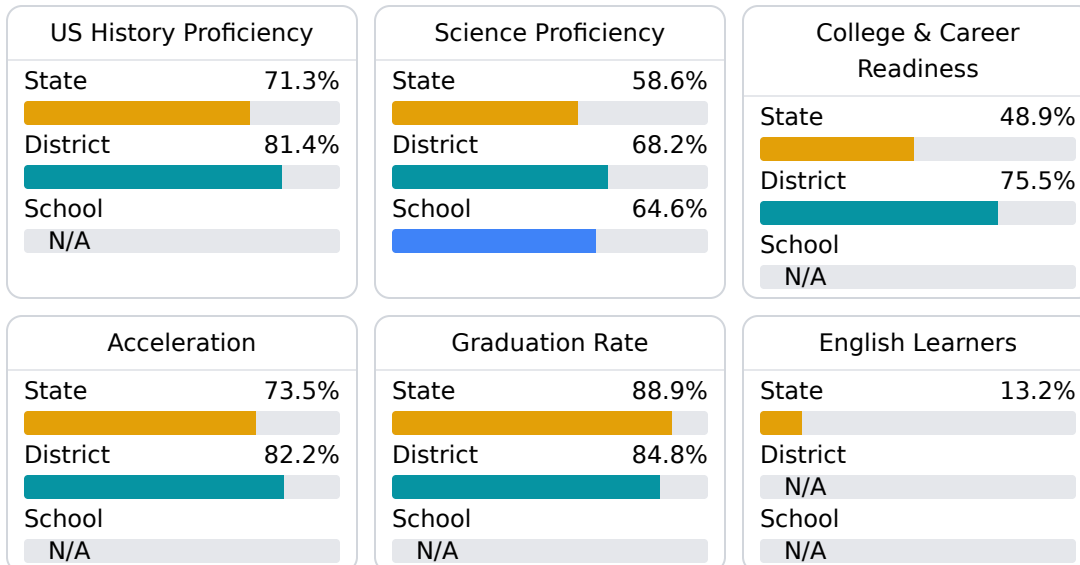 US History Proficiency
State 71.3%
District 81.4%
School
N/A
Science Proficiency
State 58.6%
District 68.2%
School 64.6%
College & Career
Readiness
State 48.9%
District 75.5%
School
N/A
Acceleration
State 73.5%
District 82.2%
School
N/A
Graduation Rate
State 88.9%
District 84.8%
School
N/A
English Learners
State 13.2%
District
N/A
School
N/A